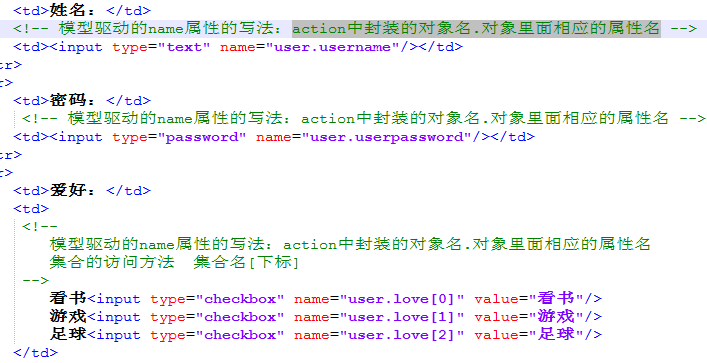 <td>姓名：</td>
<!-- 模型驱动的name属性的写法：action中封装的对象名.对象里面相应的属性名 -->
<td><input type="text" name="user.username"/></td>
tr>
r>
<td>密码：</td>
<!-- 模型驱动的name属性的写法：action中封装的对象名.对象里面相应的属性名 -->
<td><input type="password" name="user.userpassword"/></td>
tr>
r>
<td>爱好：</td>
<td>
<!--
模型驱动的name属性的写法：action中封装的对象名.对象里面相应的属性名
集合的访问方法 集合名[下标]
-->
看书<input type="checkbox" name="user.love[0]" value="看书"/>
游戏<input type="checkbox" name="user.love[1]" value="游戏"/>
足球<input type="checkbox" name="user.love[2]" value="足球"/>
</td>